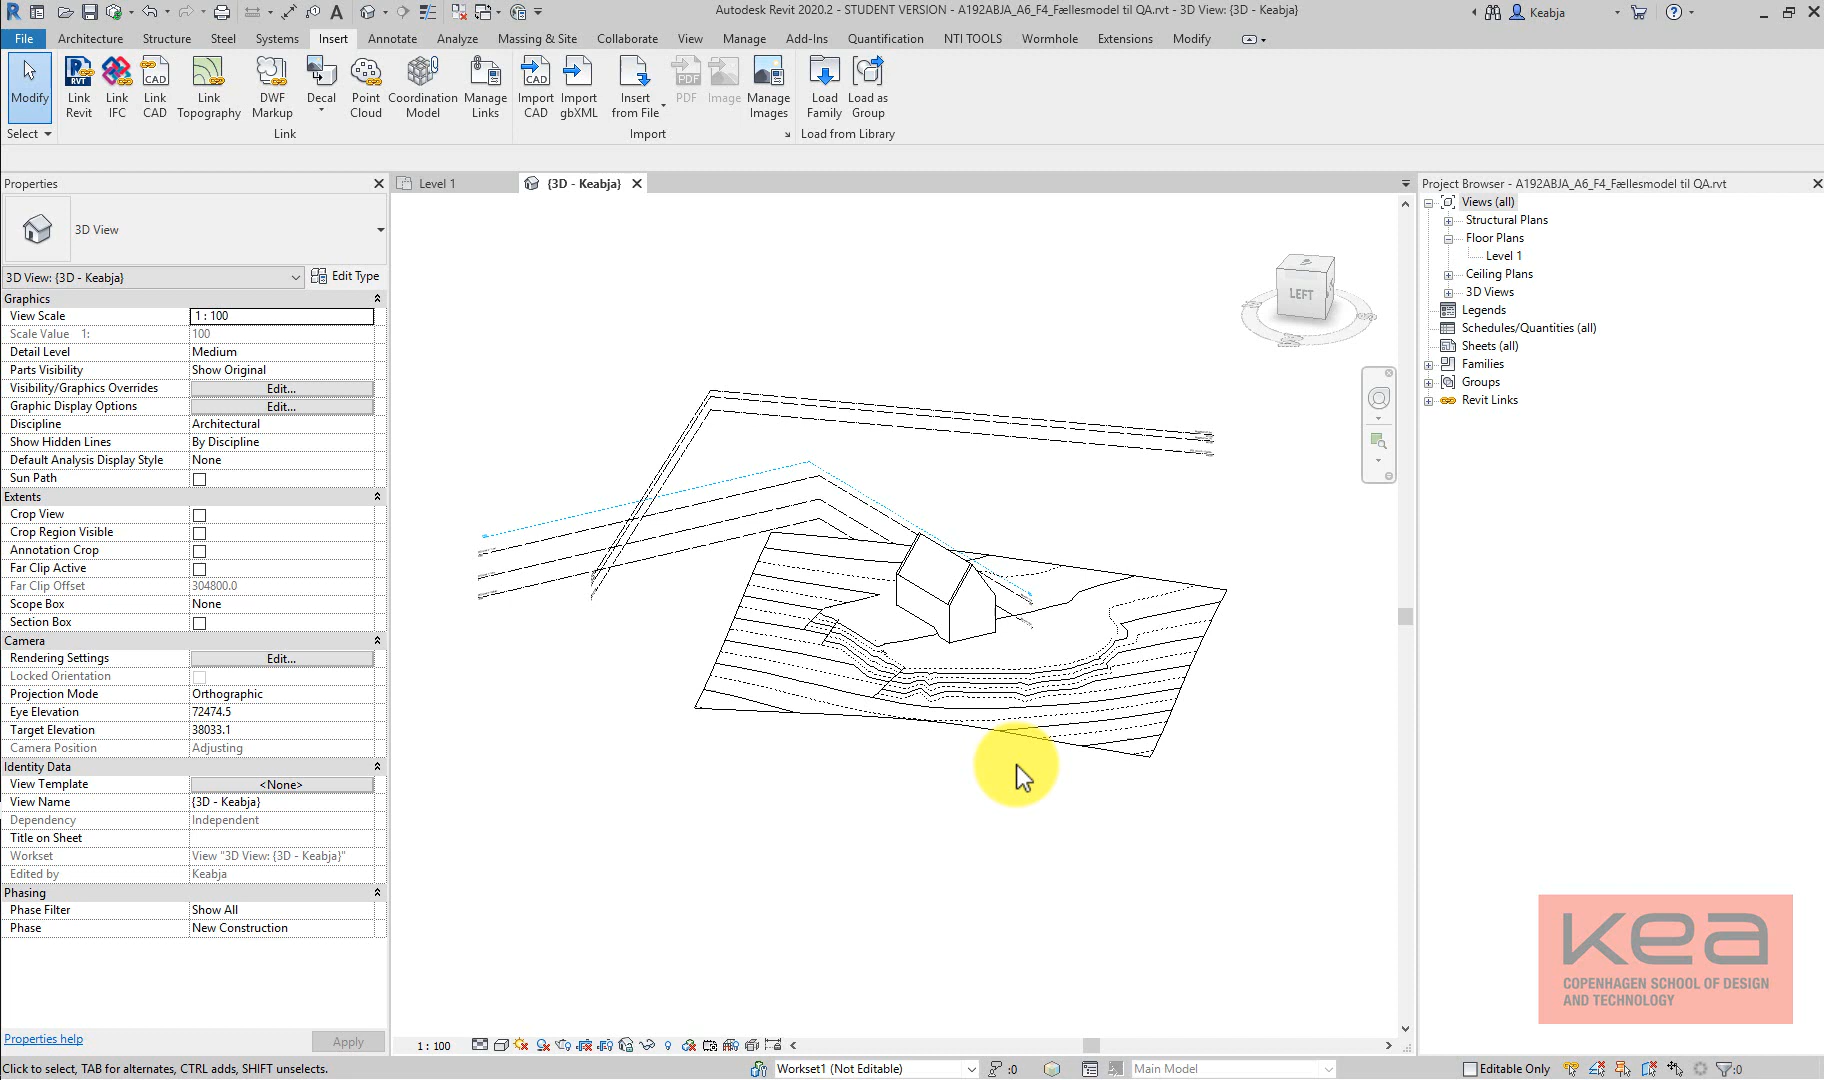 Autodesk Revit 2020.2 - STUDENT VERSION - A192ABJA_A6_F4_Fællesmodel til QA.rvt - 3D View: {3D - Keabja}
Keabja
File Architecture Structure Steel Systems Insert Annotate Analyze Massing & Site Collaborate View Manage Add-Ins Quantification NTI TOOLS Wormhole Extensions Modify
Modify
Link Revit
Link IFC
Link CAD
Link Topography
DWF Markup
Decal
Point Cloud
Coordination Model
Manage Links
Import CAD
Import gbXML
Insert from File
PDF
Image
Manage Images
Load Family
Load as Group
Select
Link
Import
Load from Library
Properties
Level 1
{3D - Keabja}
Project Browser - A192ABJA_A6_F4_Fællesmodel til QA.rvt
3D View
3D View: {3D - Keabja}
Edit Type
Graphics
View Scale 1 : 100
Scale Value 1: 100
Detail Level Medium
Parts Visibility Show Original
Visibility/Graphics Overrides Edit...
Graphic Display Options Edit...
Discipline Architectural
Show Hidden Lines By Discipline
Default Analysis Display Style None
Sun Path
Extents
Crop View
Crop Region Visible
Annotation Crop
Far Clip Active
Far Clip Offset 304800.0
Scope Box None
Section Box
Camera
Rendering Settings Edit...
Locked Orientation
Projection Mode Orthographic
Eye Elevation 72474.5
Target Elevation 38033.1
Camera Position Adjusting
Identity Data
View Template <None>
View Name {3D - Keabja}
Dependency Independent
Title on Sheet
Workset View "3D View: {3D - Keabja}"
Edited by Keabja
Phasing
Phase Filter Show All
Phase New Construction
Properties help
Apply
LEFT
Views (all)
Structural Plans
Floor Plans
Level 1
Ceiling Plans
3D Views
Legends
Schedules/Quantities (all)
Sheets (all)
Families
Groups
Revit Links
kea
COPENHAGEN SCHOOL OF DESIGN
AND TECHNOLOGY
1 : 100
Click to select, TAB for alternates, CTRL adds, SHIFT unselects.
Workset1 (Not Editable)
:0
Main Model
Editable Only
:0